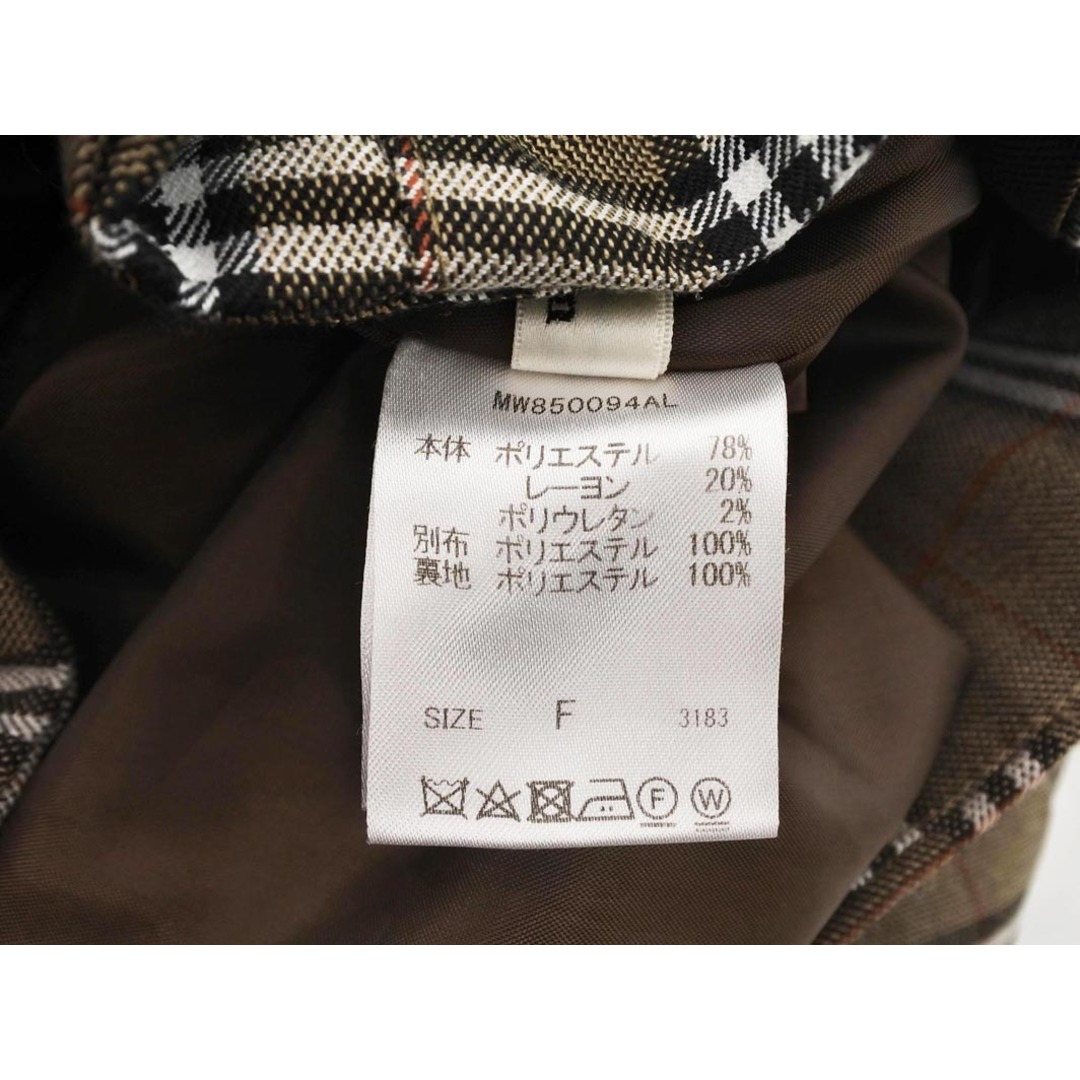 MW850094AL
本体 ポリエステル 78%
レーヨン 20%
ポリウレタン 2%
別布 ポリエステル 100%
裏地 ポリエステル 100%
SIZE F 3183
F W